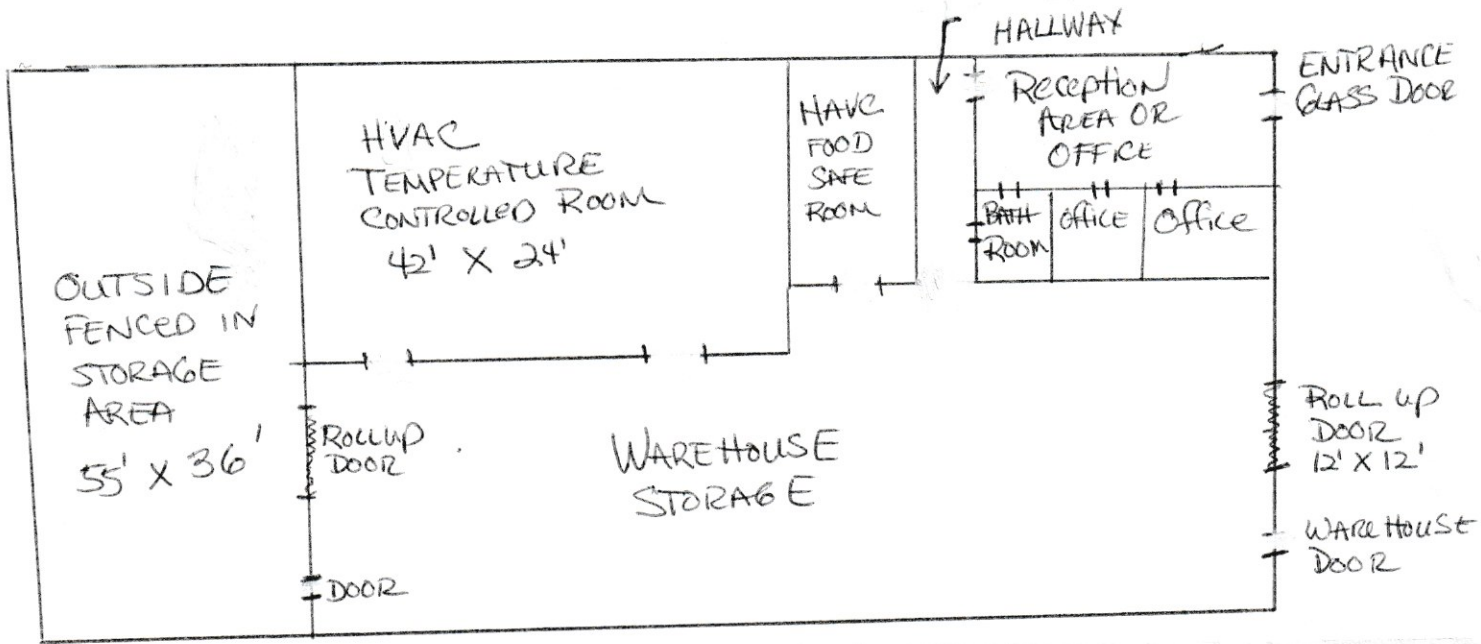 HALLWAY
ENTRANCE
GLASS DOOR
Reception
AREA OR
OFFICE
HAVC
FOOD
SAFE
ROOM
HVAC
TEMPERATURE
CONTROLLED ROOM
42' X 24'
BATH
ROOM
office
Office
OUTSIDE
FENCED IN
STORAGE
AREA
55' X 36'
ROLLUP
DOOR
WAREHOUSE
STORAGE
ROLL UP
DOOR
12' X 12'
WAREHOUSE
DOOR
DOOR